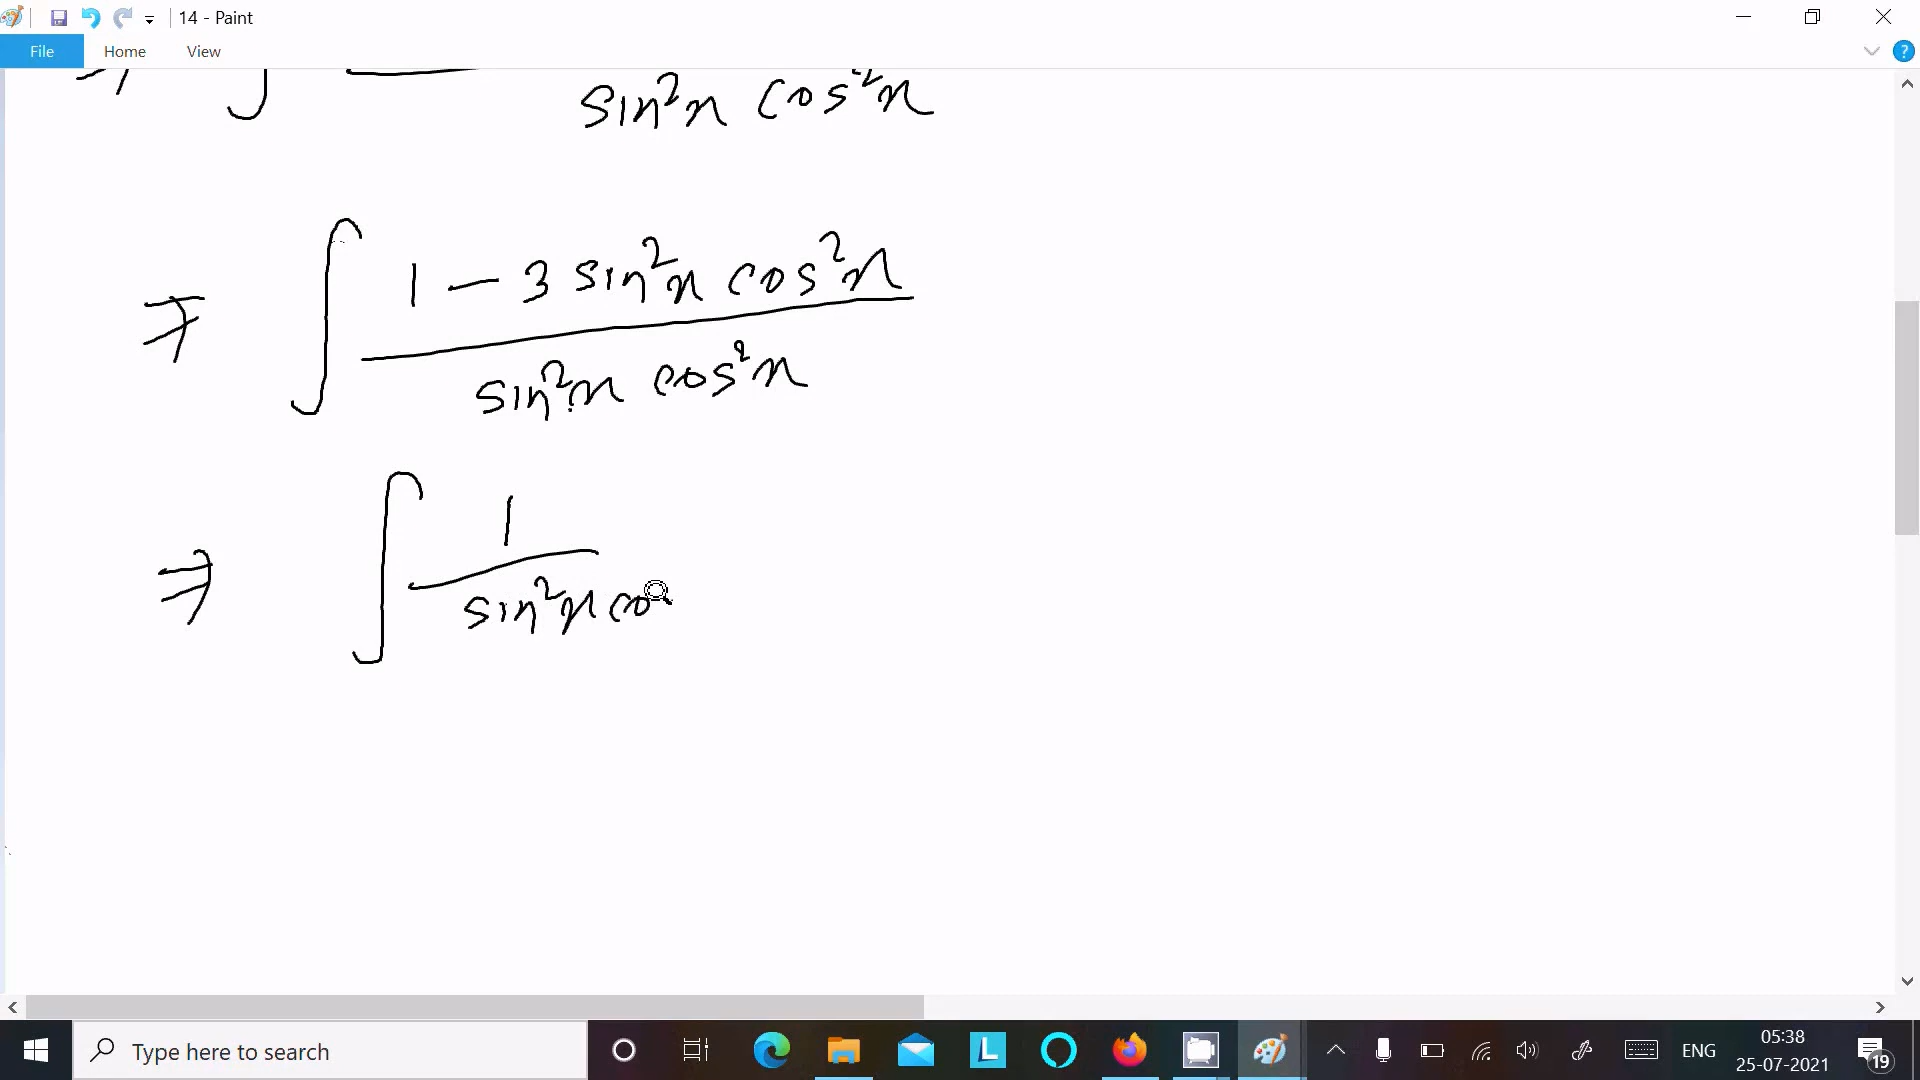 14 - Paint
File Home View
⇒ ∫ sin²x cos²x
⇒ ∫ 1 - 3 sin²x cos²x
sin²x cos²x
⇒ ∫ 1
sin²x co
Type here to search
L
ENG
05:38
25-07-2021
19